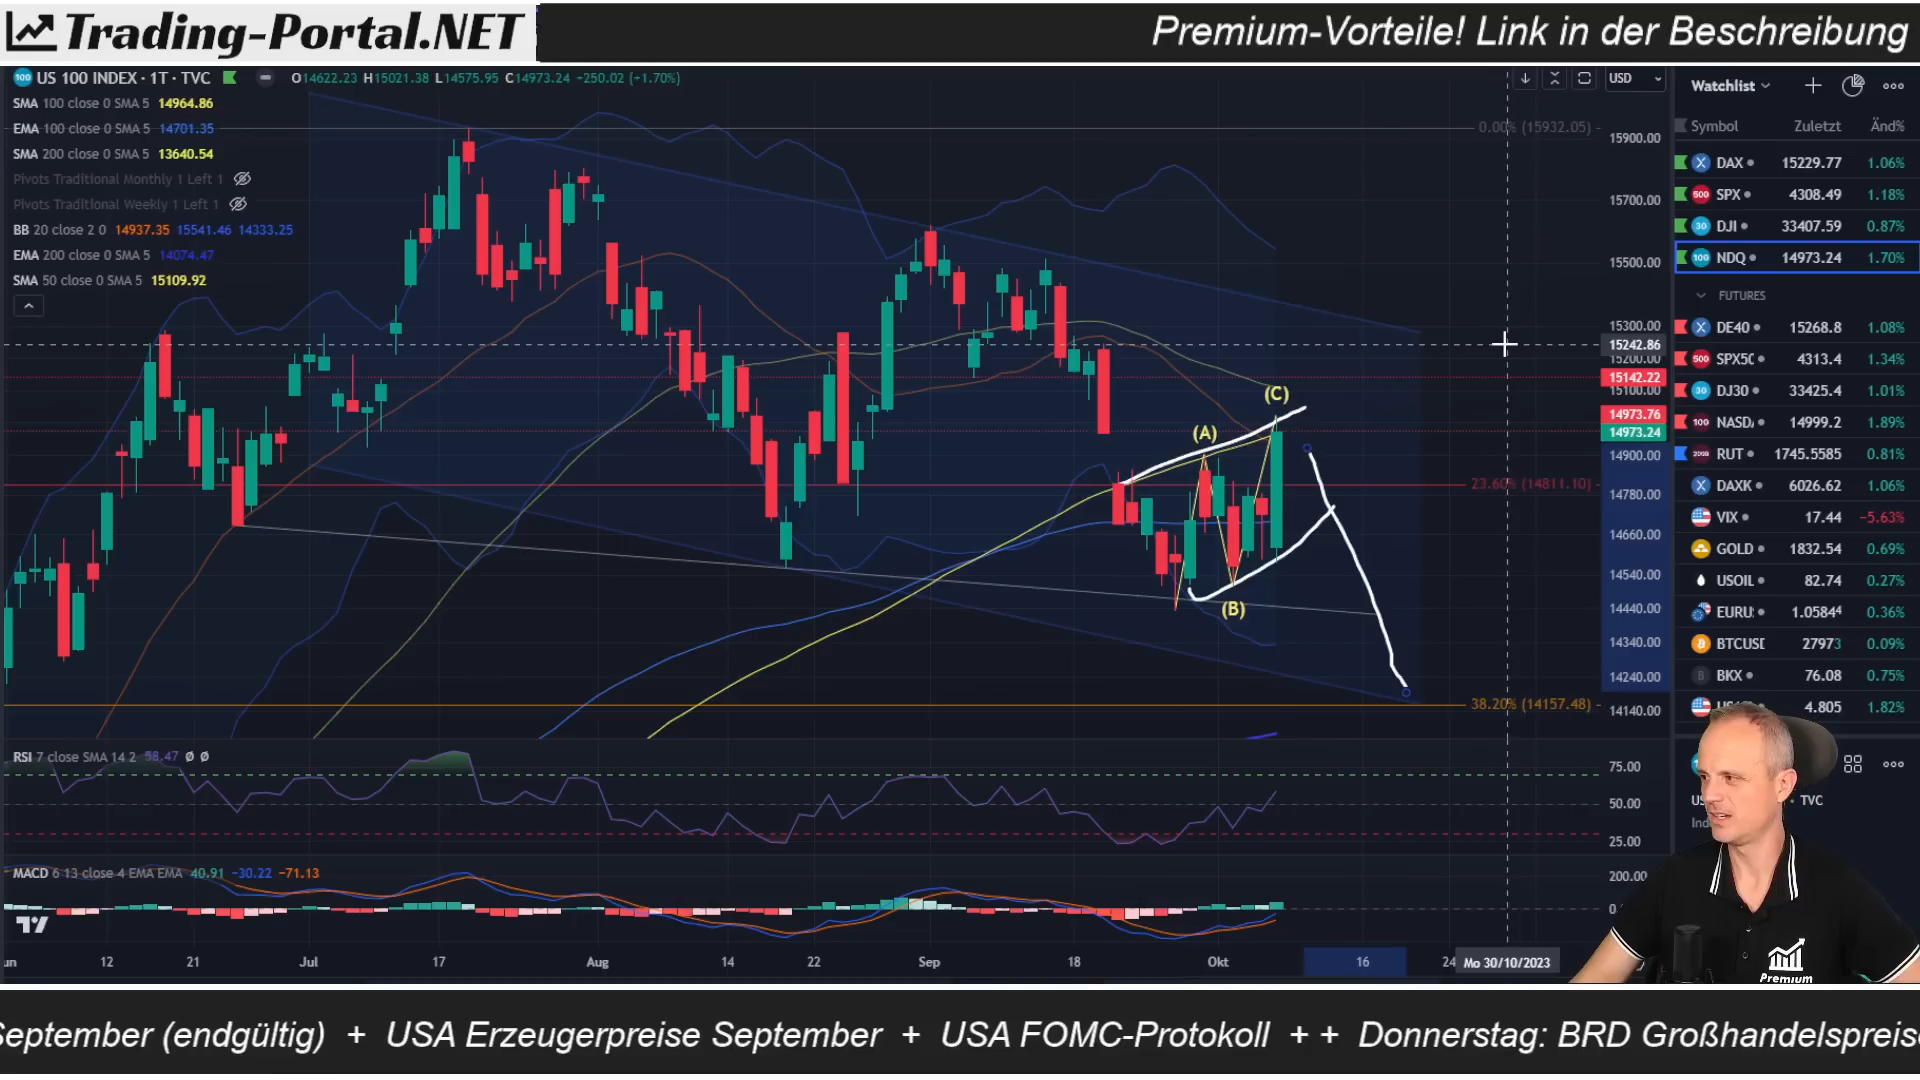 Trading-Portal.NET
Premium-Vorteile! Link in der Beschreibung
US 100 INDEX · 1T · TVC
O14622.23 H15021.38 L14575.95 C14973.24 −250.02 (+1.70%)
USD
SMA 100 close 0 SMA 5 14964.86
EMA 100 close 0 SMA 5 14701.35
SMA 200 close 0 SMA 5 13640.54
Pivots Traditional Monthly 1 Left 1
Pivots Traditional Weekly 1 Left 1
BB 20 close 2 0 14937.35 15541.46 14333.25
EMA 200 close 0 SMA 5 14074.47
SMA 50 close 0 SMA 5 15109.92
0.00% (15932.05)
23.60% (14811.10)
38.20% (14157.48)
(A)
(B)
(C)
15900.00
15700.00
15500.00
15300.00
15242.86
15200.00
15142.22
15100.00
14973.76
14973.24
14900.00
14780.00
14660.00
14540.00
14440.00
14340.00
14240.00
14140.00
RSI 7 close SMA 14 2 58.47 Ø Ø
75.00
50.00
25.00
MACD 6 13 close 4 EMA EMA 40.91 −30.22 −71.13
200.00
0
12 21 Jul 17 Aug 14 22 Sep 18 Okt 16 24 Mo 30/10/2023
Watchlist
Symbol Zuletzt Änd%
DAX 15229.77 1.06%
SPX 4308.49 1.18%
DJI 33407.59 0.87%
NDQ 14973.24 1.70%
FUTURES
DE40 15268.8 1.08%
SPX50 4313.4 1.34%
DJ30 33425.4 1.01%
NASD 14999.2 1.89%
RUT 1745.5585 0.81%
DAXK 6026.62 1.06%
VIX 17.44 −5.63%
GOLD 1832.54 0.69%
USOIL 82.74 0.27%
EURU 1.05844 0.36%
BTCUSD 27973 0.09%
BKX 76.08 0.75%
4.805 1.82%
TVC
Premium
September (endgültig) + USA Erzeugerpreise September + USA FOMC-Protokoll + + Donnerstag: BRD Großhandelspreise